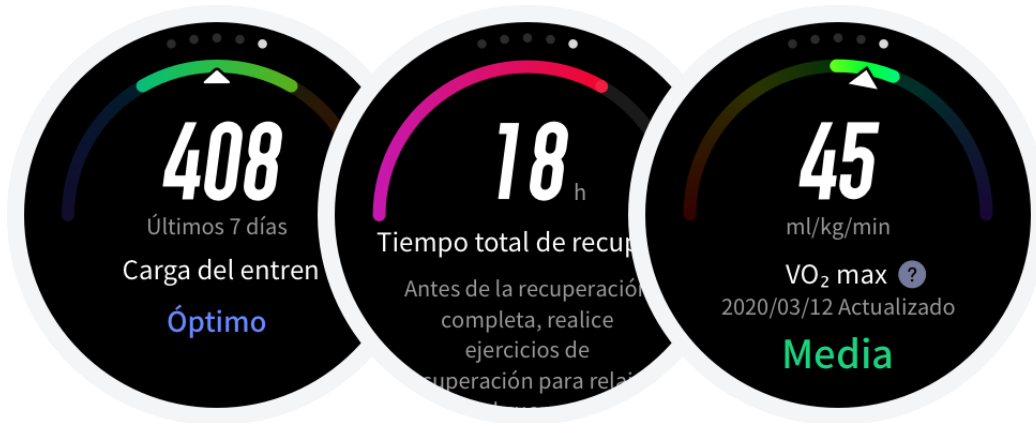 408
Últimos 7 días
Carga del entren
Óptimo
18 h
Tiempo total de recup
Antes de la recuperación
completa, realice
ejercicios de
cuperación para relaj
45
ml/kg/min
VO₂ max ?
2020/03/12 Actualizado
Media